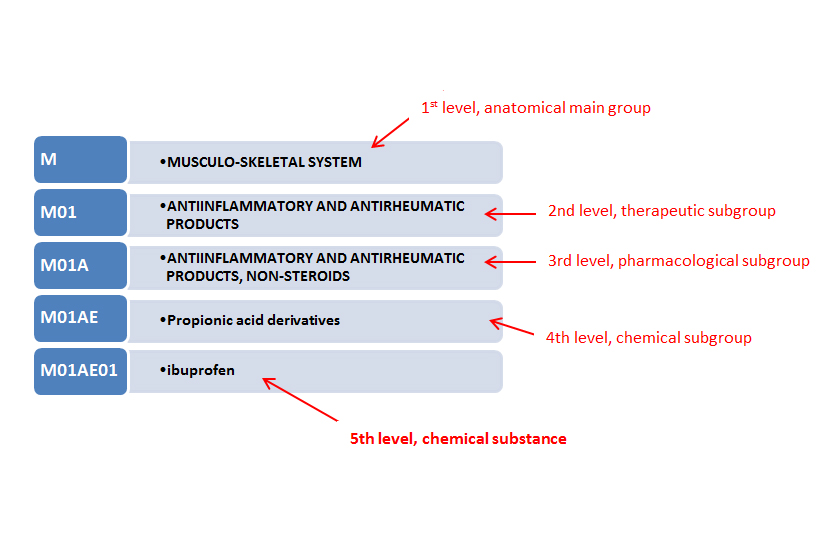 1st level, anatomical main group
M
•MUSCULO-SKELETAL SYSTEM
M01
•ANTIINFLAMMATORY AND ANTIRHEUMATIC
PRODUCTS
2nd level, therapeutic subgroup
M01A
•ANTIINFLAMMATORY AND ANTIRHEUMATIC
PRODUCTS, NON-STEROIDS
3rd level, pharmacological subgroup
M01AE
•Propionic acid derivatives
4th level, chemical subgroup
M01AE01
•ibuprofen
5th level, chemical substance